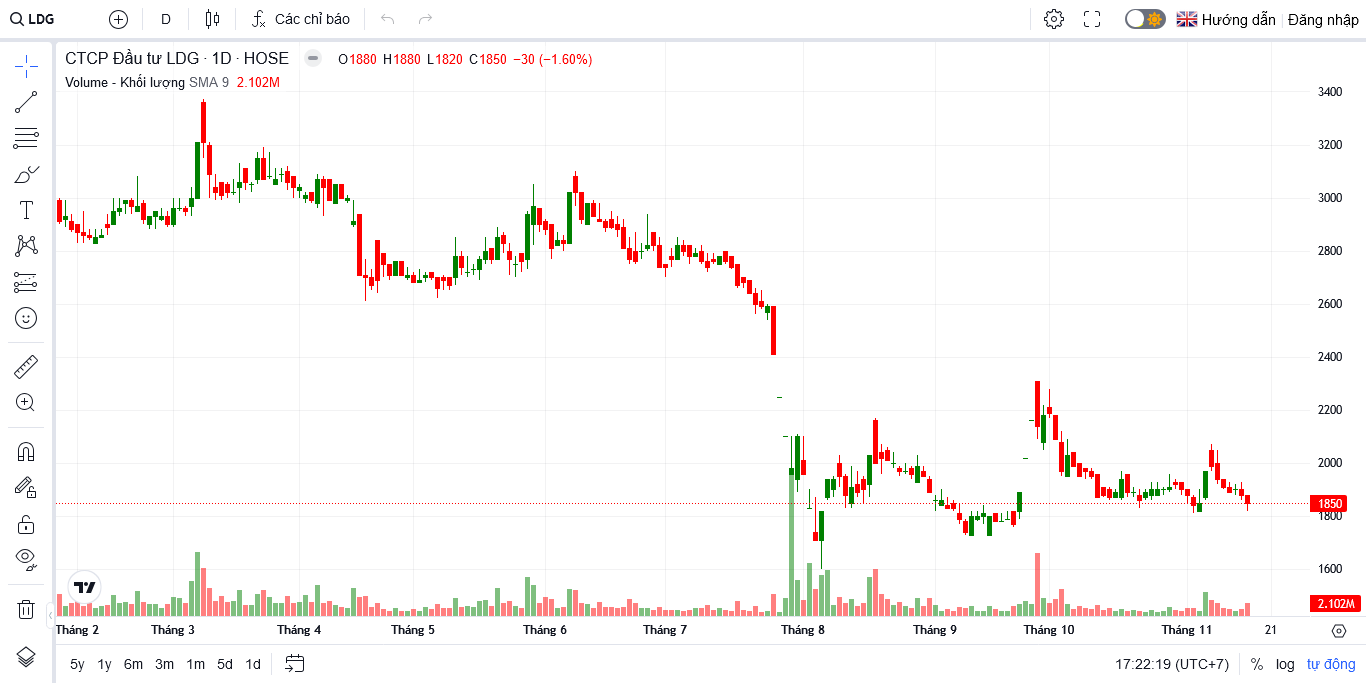 LDG D Các chỉ báo Hướng dẫn Đăng nhập
CTCP Đầu tư LDG · 1D · HOSE O1880 H1880 L1820 C1850 −30 (−1.60%)
Volume - Khối lượng SMA 9 2.102M
3400
3200
3000
2800
2600
2400
2200
2000
1850
1800
1600
2.102M
Tháng 2 Tháng 3 Tháng 4 Tháng 5 Tháng 6 Tháng 7 Tháng 8 Tháng 9 Tháng 10 Tháng 11 21
5y 1y 6m 3m 1m 5d 1d 17:22:19 (UTC+7) % log tự động